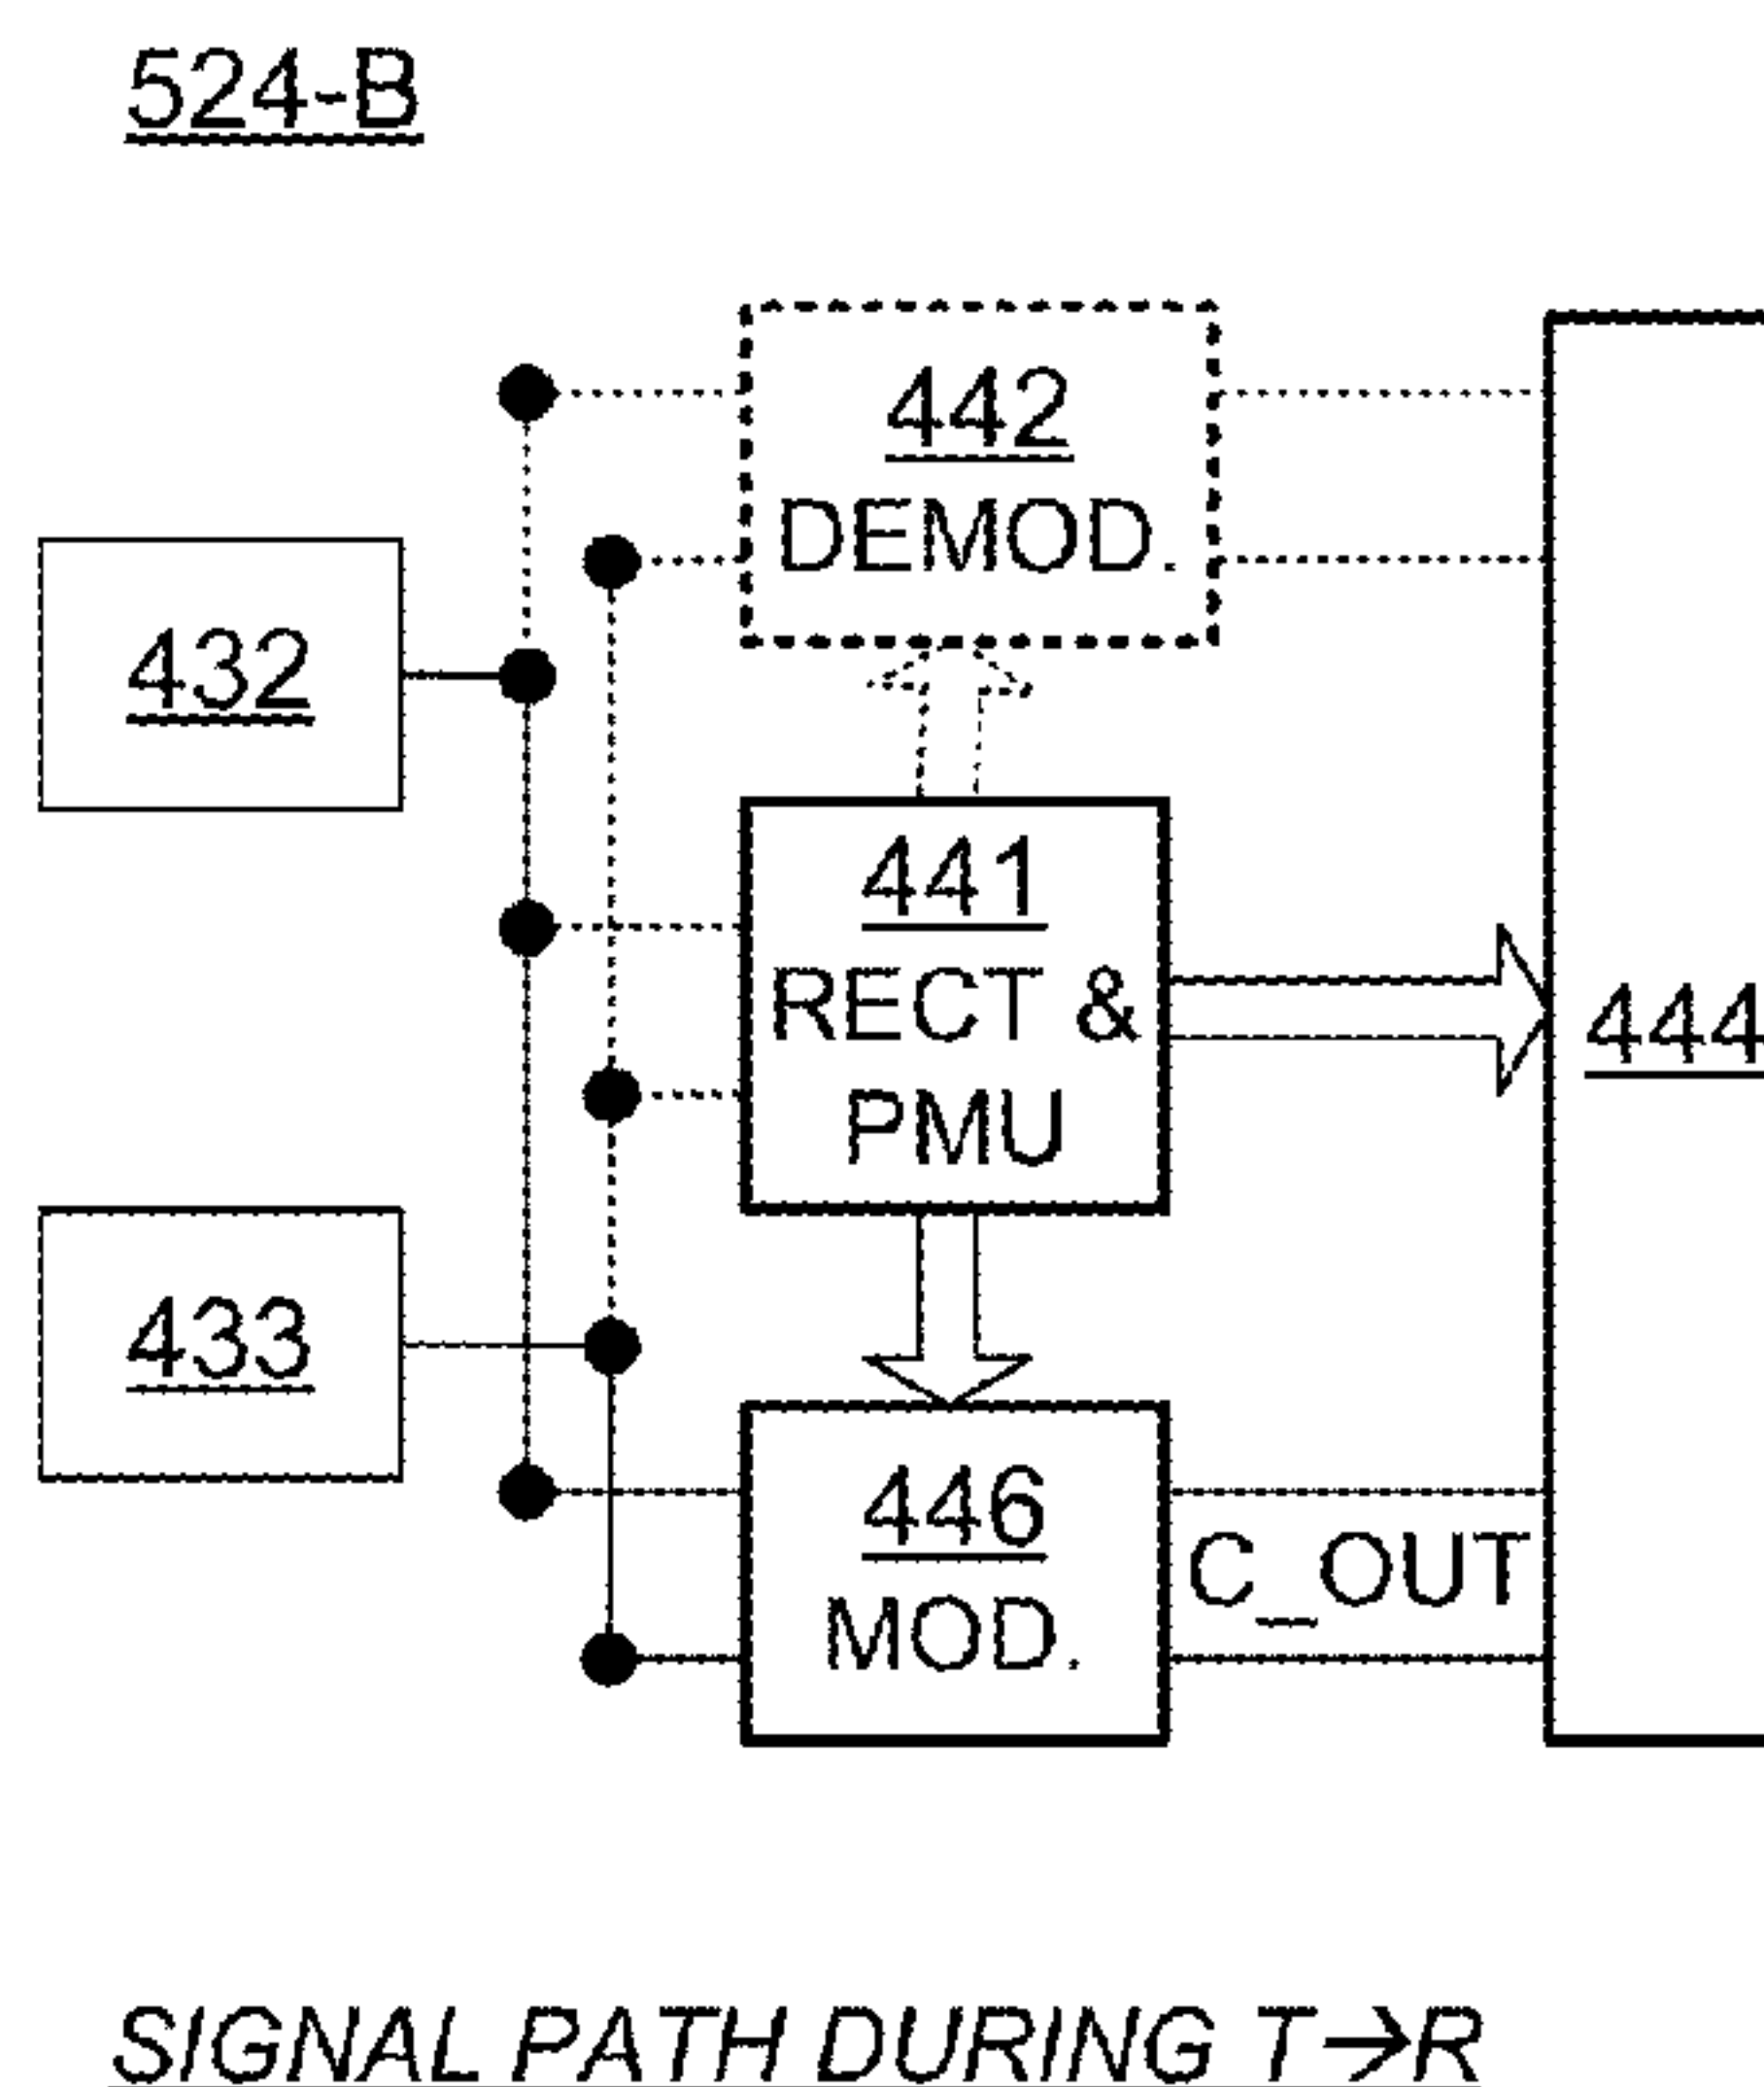 524-B
442
DEMOD.
432
441
RECT &
PMU
444
433
446
MOD.
C_OUT
SIGNAL PATH DURING T→R